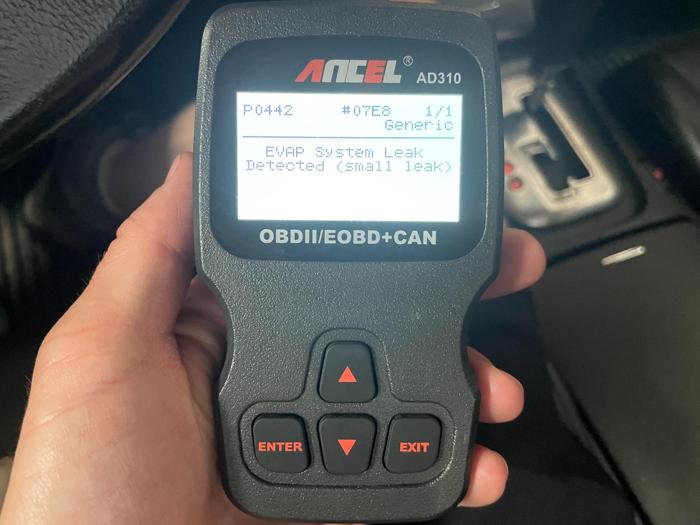 ANCEL® AD310
P0442 #07E8 1/1
Generic
EVAP System Leak
Detected (small leak)
OBDII/EOBD+CAN
ENTER EXIT